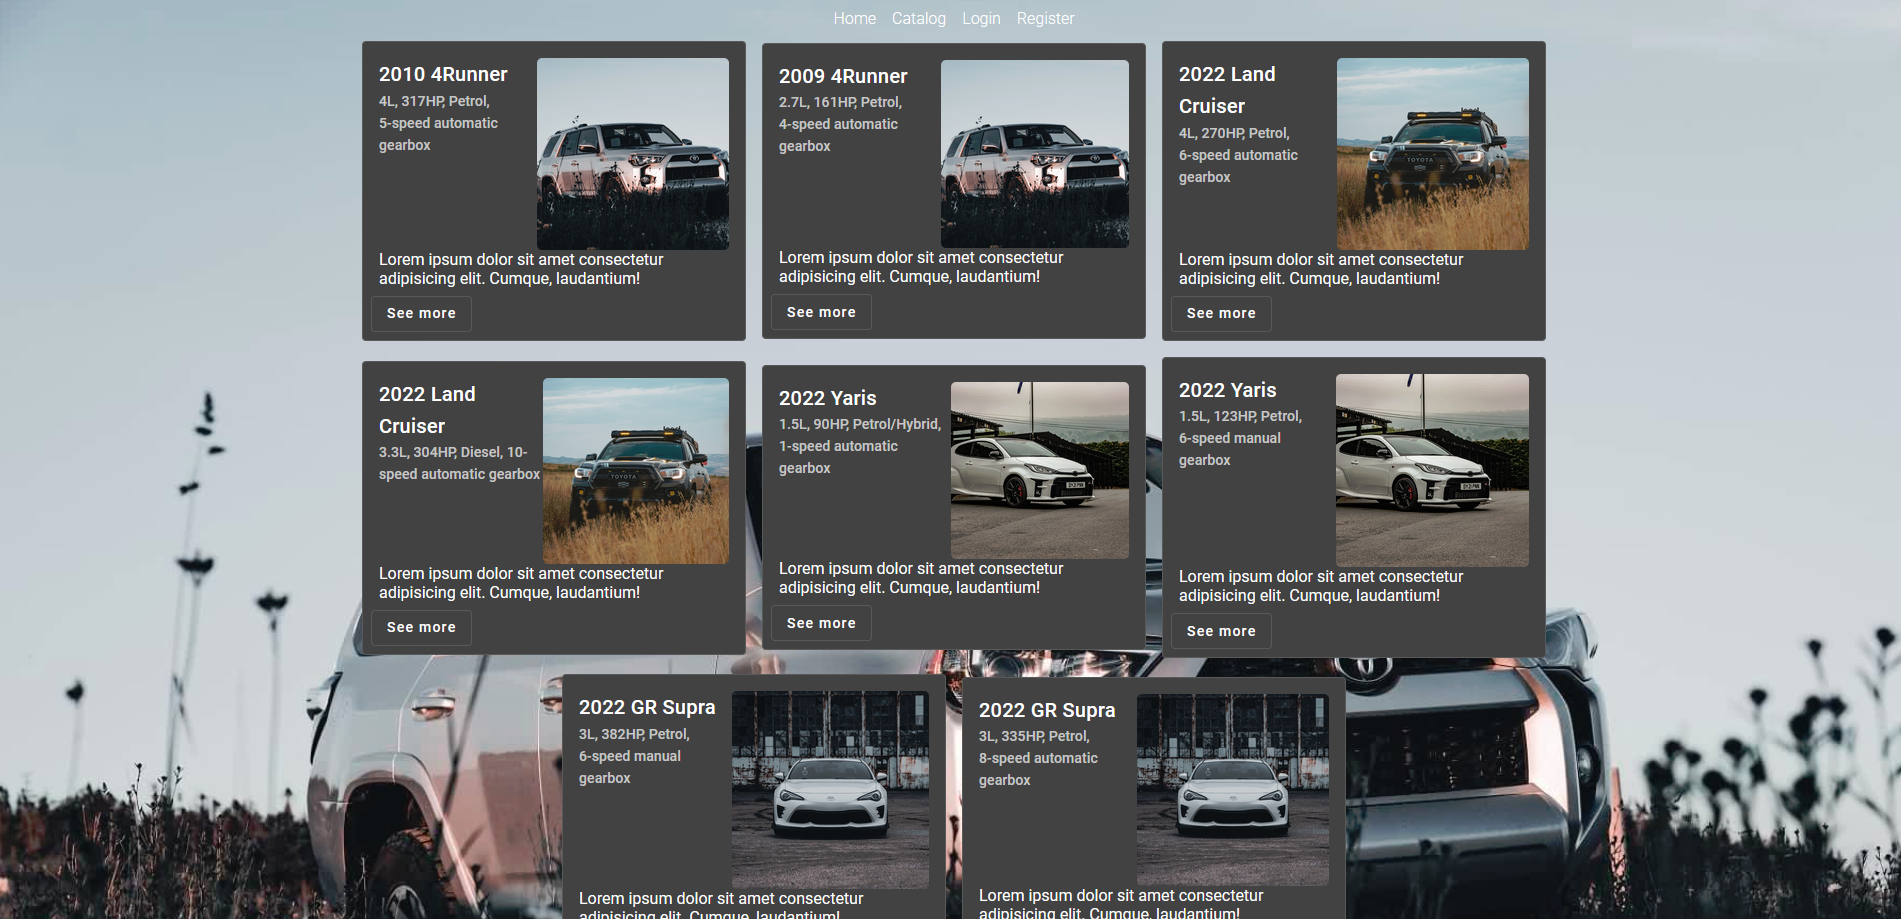 Home Catalog Login Register
2010 4Runner
4L, 317HP, Petrol,
5-speed automatic
gearbox
Lorem ipsum dolor sit amet consectetur
adipisicing elit. Cumque, laudantium!
See more
2009 4Runner
2.7L, 161HP, Petrol,
4-speed automatic
gearbox
Lorem ipsum dolor sit amet consectetur
adipisicing elit. Cumque, laudantium!
See more
2022 Land
Cruiser
4L, 270HP, Petrol,
6-speed automatic
gearbox
TOYOTA
Lorem ipsum dolor sit amet consectetur
adipisicing elit. Cumque, laudantium!
See more
2022 Land
Cruiser
3.3L, 304HP, Diesel, 10-
speed automatic gearbox
TOYOTA
Lorem ipsum dolor sit amet consectetur
adipisicing elit. Cumque, laudantium!
See more
2022 Yaris
1.5L, 90HP, Petrol/Hybrid,
1-speed automatic
gearbox
Lorem ipsum dolor sit amet consectetur
adipisicing elit. Cumque, laudantium!
See more
2022 Yaris
1.5L, 123HP, Petrol,
6-speed manual
gearbox
Lorem ipsum dolor sit amet consectetur
adipisicing elit. Cumque, laudantium!
See more
2022 GR Supra
3L, 382HP, Petrol,
6-speed manual
gearbox
Lorem ipsum dolor sit amet consectetur
adipisicing elit. Cumque, laudantium!
2022 GR Supra
3L, 335HP, Petrol,
8-speed automatic
gearbox
Lorem ipsum dolor sit amet consectetur
adipisicing elit. Cumque, laudantium!